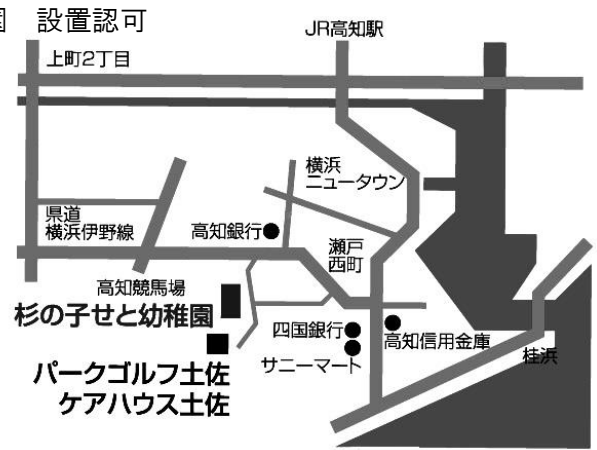 設置認可
JR高知駅
上町2丁目
横浜
ニュータウン
県道
横浜伊野線
高知銀行
瀬戸
西町
高知競馬場
杉の子せと幼稚園
四国銀行
高知信用金庫
サニーマート
桂浜
パークゴルフ土佐
ケアハウス土佐